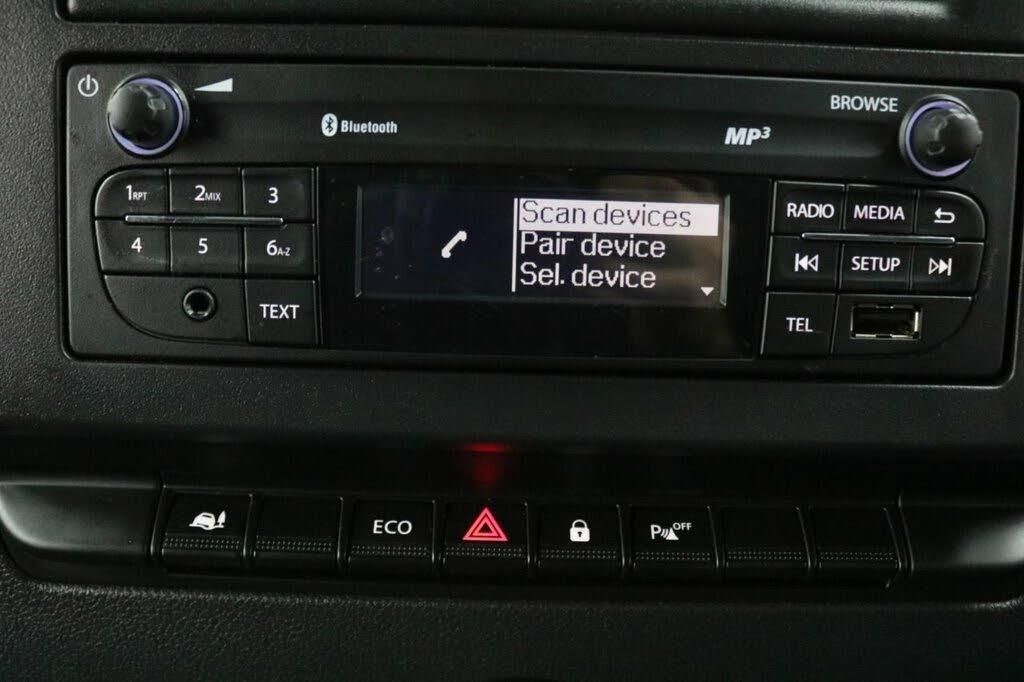 BROWSE
Bluetooth
MP3
1RPT 2MIX 3
4 5 6A-Z
TEXT
Scan devices
Pair device
Sel. device
RADIO MEDIA
SETUP
TEL
ECO
P OFF